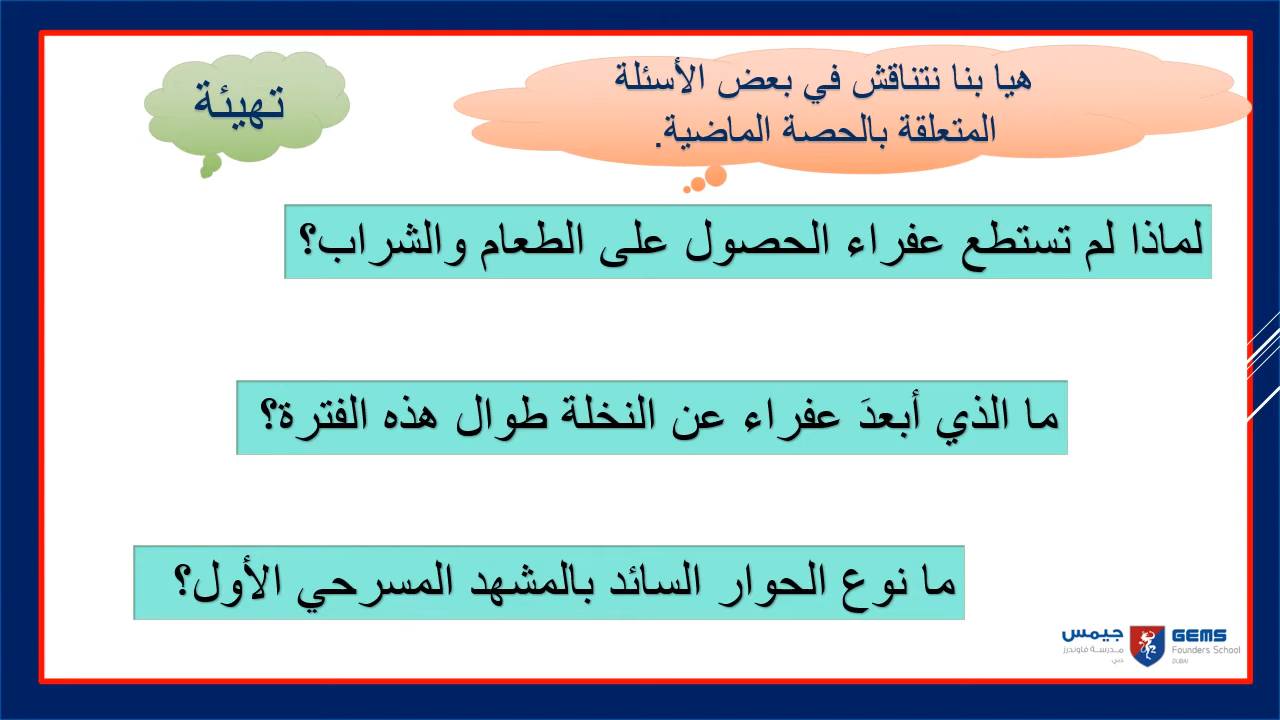 تهيئة
هيا بنا نتناقش في بعض الأسئلة
المتعلقة بالحصة الماضية.
لماذا لم تستطع عفراء الحصول على الطعام والشراب؟
ما الذي أبعدَ عفراء عن النخلة طوال هذه الفترة؟
ما نوع الحوار السائد بالمشهد المسرحي الأول؟
جيمس
مدرسة فاوندرز
دبي
GEMS
Founders School
DUBAI